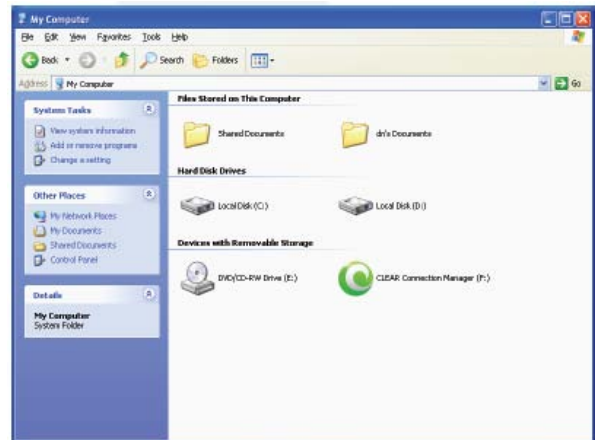 My Computer
File Edit View Favorites Tools Help
Back Search Folders
Address My Computer Go
System Tasks
View system information
Add or remove programs
Change a setting
Other Places
My Network Places
My Documents
Shared Documents
Control Panel
Details
My Computer
System Folder
Files Stored on This Computer
Shared Documents dn's Documents
Hard Disk Drives
Local Disk (C:) Local Disk (D:)
Devices with Removable Storage
DVD/CD-RW Drive (E:) CLEAR Connection Manager (F:)